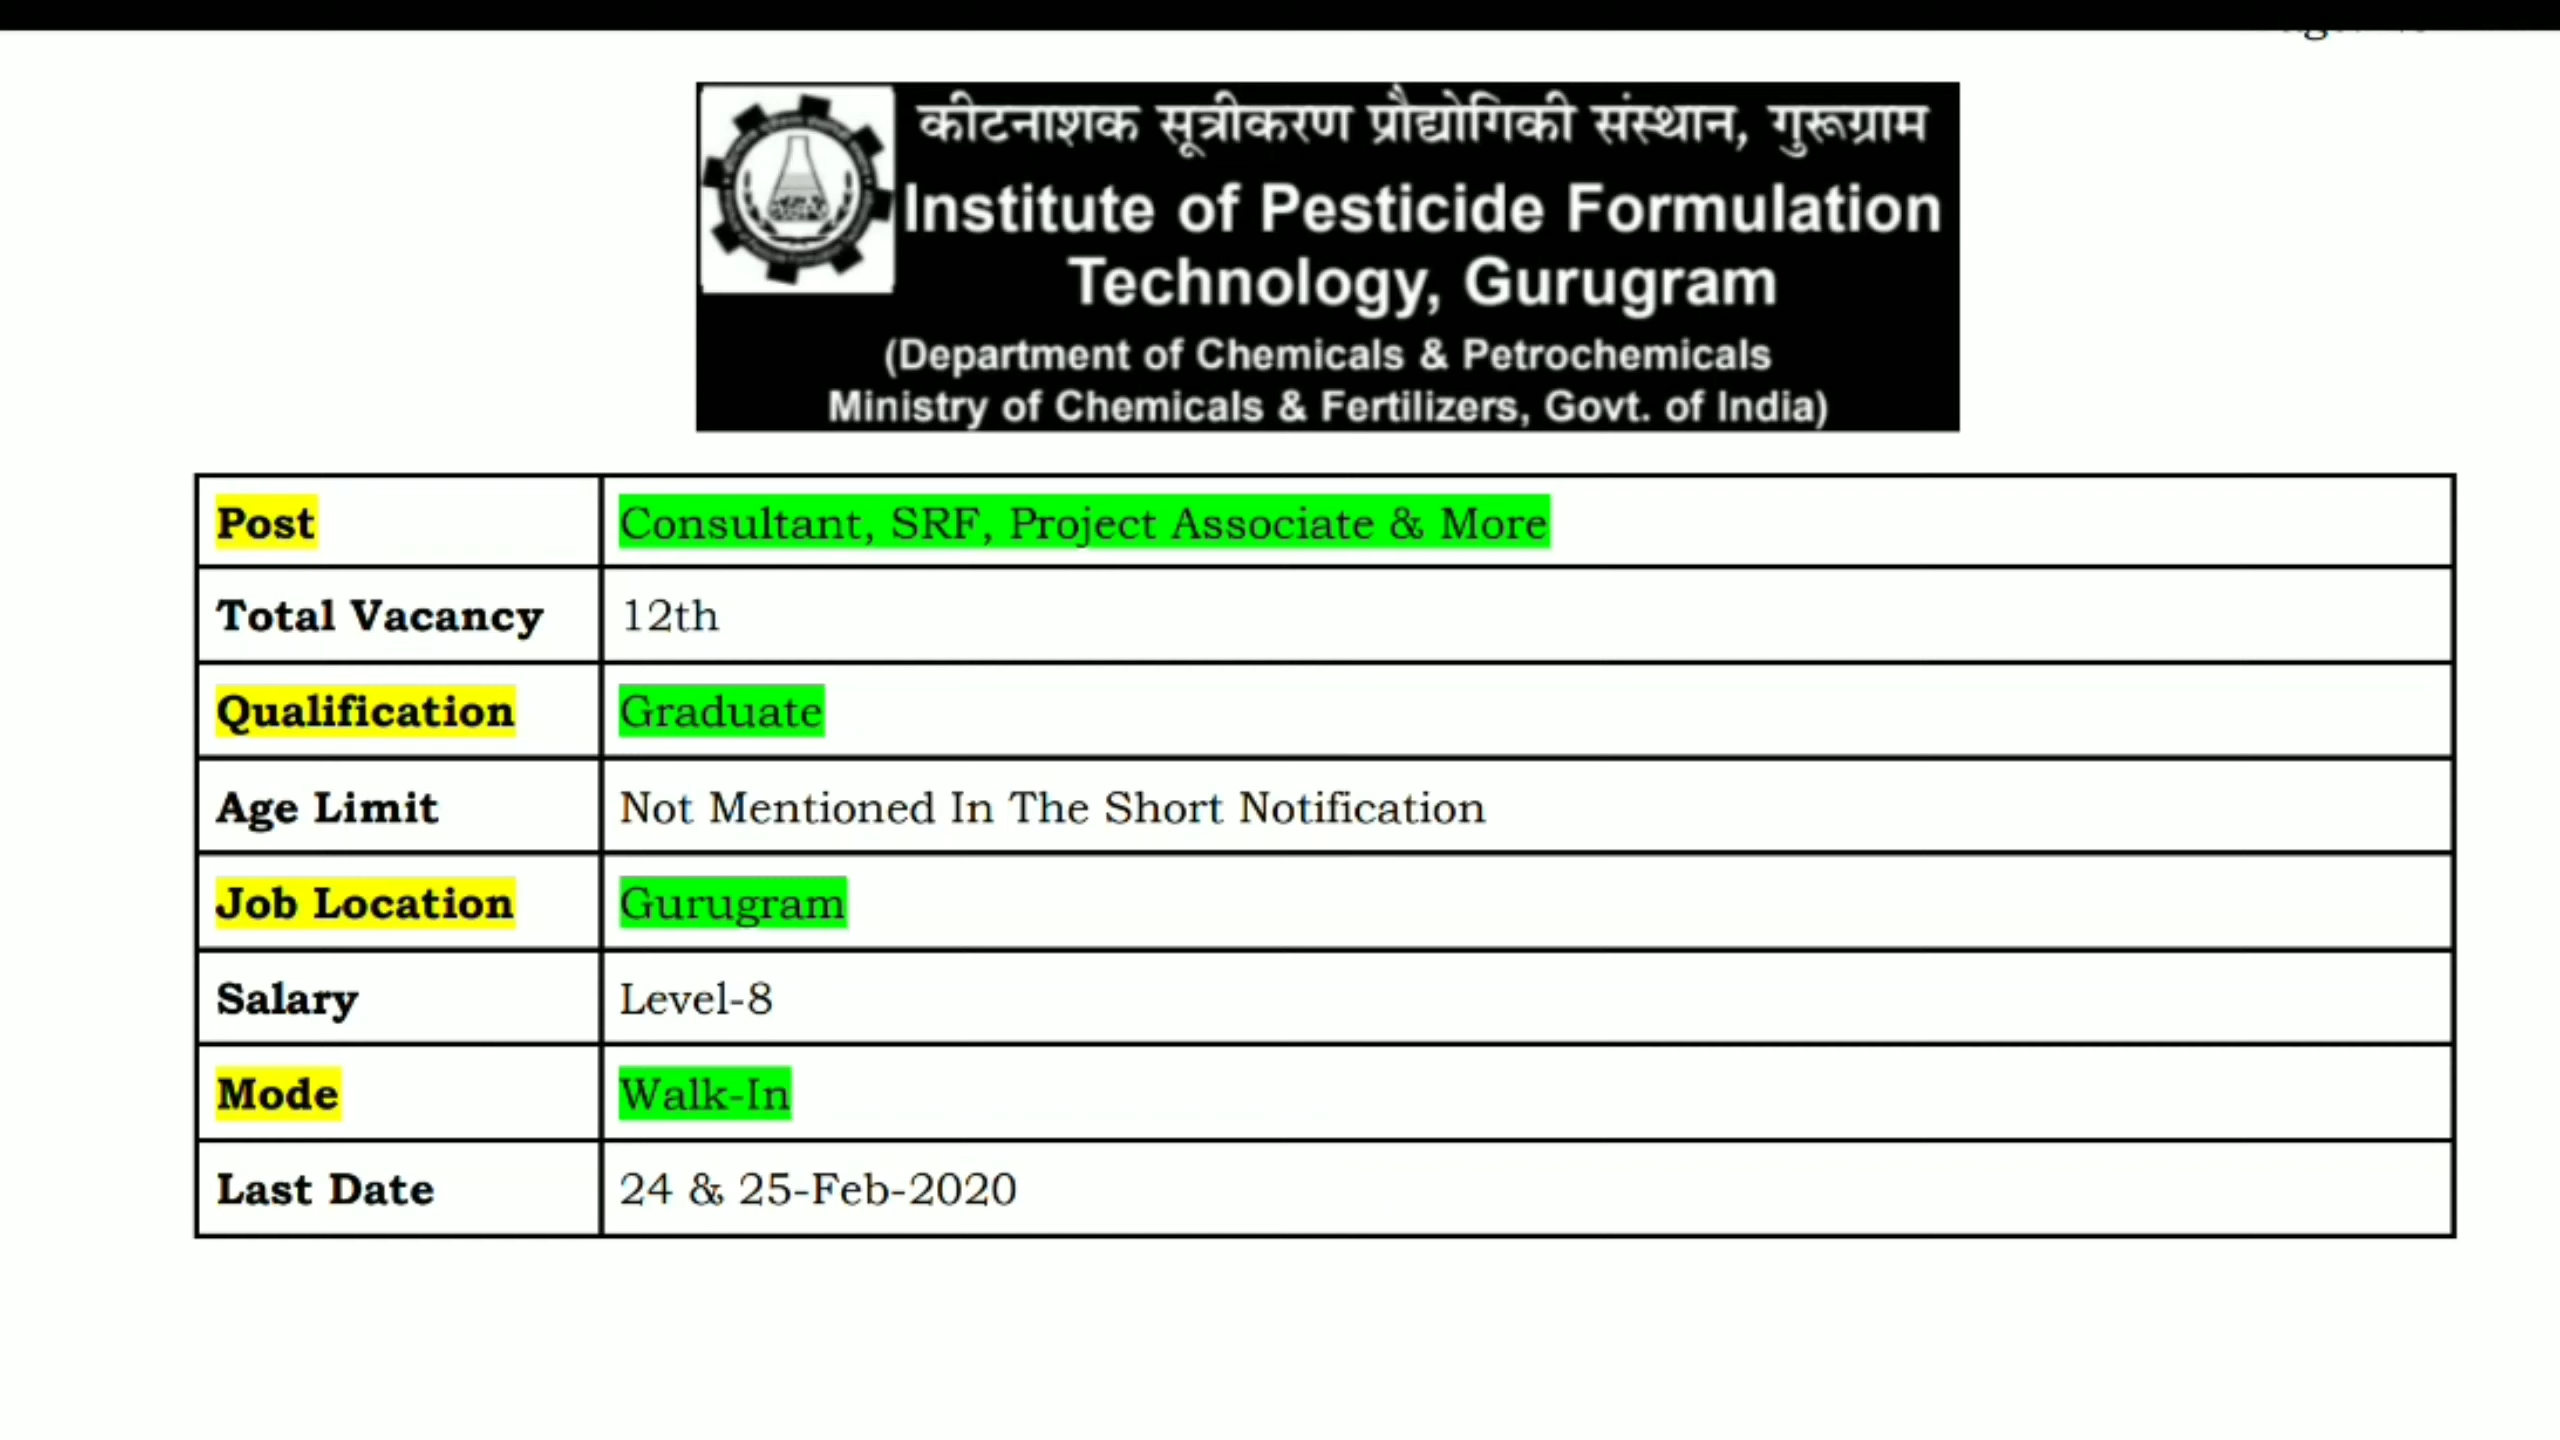 कीटनाशक सूत्रीकरण प्रौद्योगिकी संस्थान, गुरूग्राम
Institute of Pesticide Formulation
Technology, Gurugram
(Department of Chemicals & Petrochemicals
Ministry of Chemicals & Fertilizers, Govt. of India)
Post Consultant, SRF, Project Associate & More
Total Vacancy 12th
Qualification Graduate
Age Limit Not Mentioned In The Short Notification
Job Location Gurugram
Salary Level-8
Mode Walk-In
Last Date 24 & 25-Feb-2020